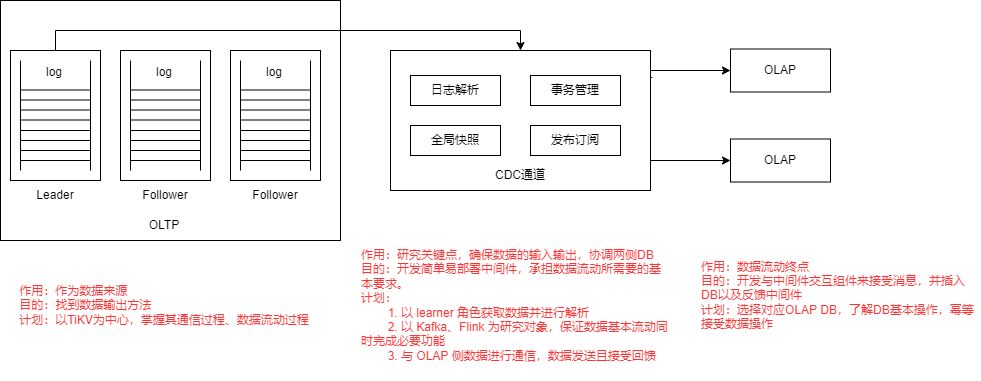 log
log
log
Leader
Follower
Follower
OLTP
日志解析
事务管理
全局快照
发布订阅
CDC通道
OLAP
OLAP
作用：作为数据来源
目的：找到数据输出方法
计划：以TiKV为中心，掌握其通信过程、数据流动过程
作用：研究关键点，确保数据的输入输出，协调两侧DB
目的：开发简单易部署中间件，承担数据流动所需要的基
本要求。
计划：
1. 以 learner 角色获取数据并进行解析
2. 以 Kafka、Flink 为研究对象，保证数据基本流动同
时完成必要功能
3. 与 OLAP 侧数据进行通信，数据发送且接受回馈
作用：数据流动终点
目的：开发与中间件交互组件来接受消息，并插入
DB以及反馈中间件
计划：选择对应OLAP DB，了解DB基本操作，幂等
接受数据操作